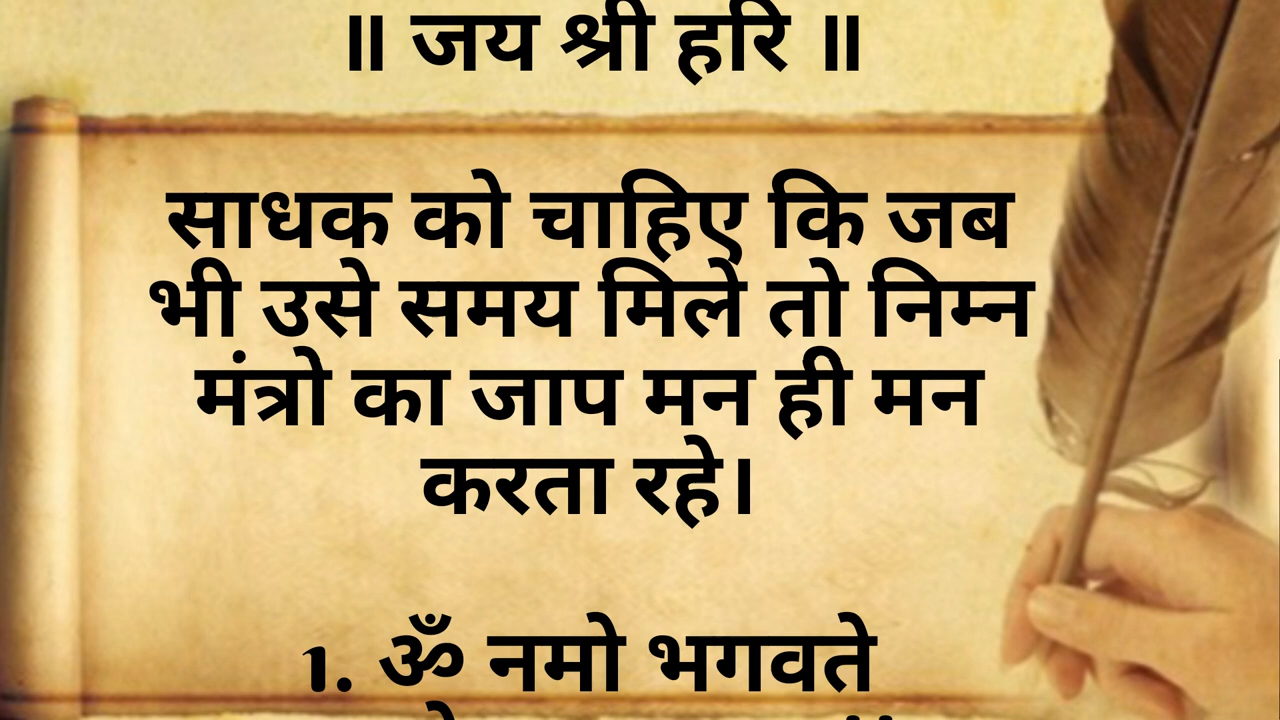 ॥ जय श्री हरि ॥
साधक को चाहिए कि जब
भी उसे समय मिले तो निम्न
मंत्रो का जाप मन ही मन
करता रहे।
1. ॐ नमो भगवते